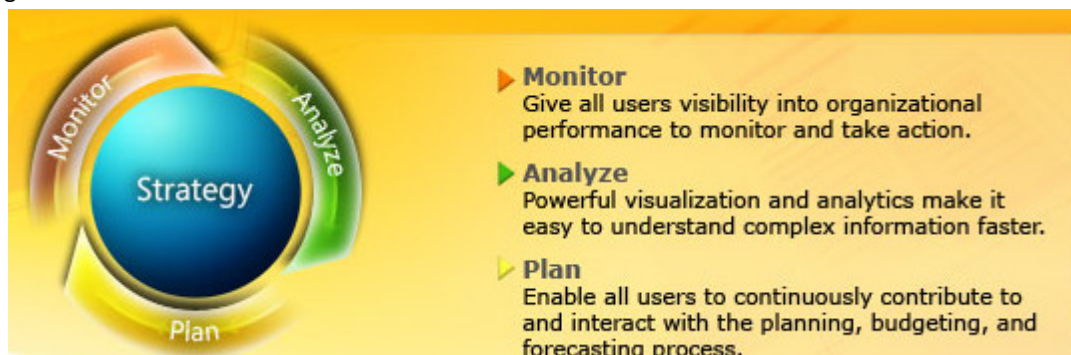 Monitor
Analyze
Strategy
Plan
Monitor
Give all users visibility into organizational
performance to monitor and take action.
Analyze
Powerful visualization and analytics make it
easy to understand complex information faster.
Plan
Enable all users to continuously contribute to
and interact with the planning, budgeting, and
forecasting process.